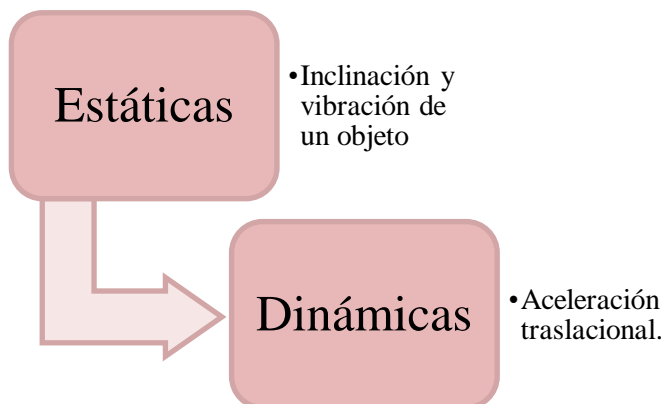 Estáticas
•Inclinación y
vibración de
un objeto
Dinámicas
•Aceleración
traslacional.